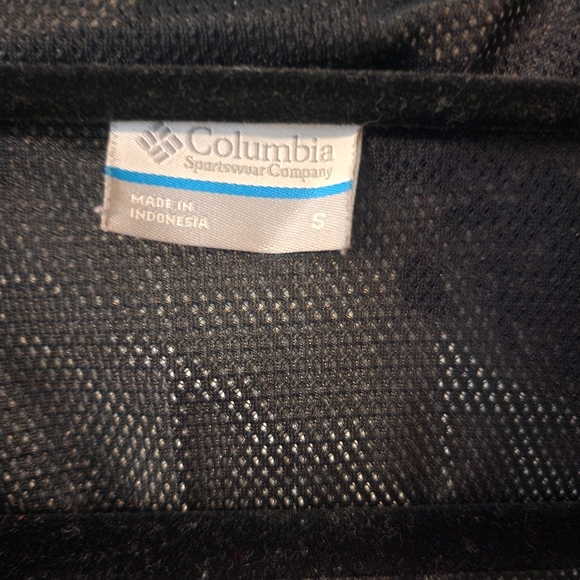 Columbia
Sportswear Company
MADE IN
INDONESIA
S